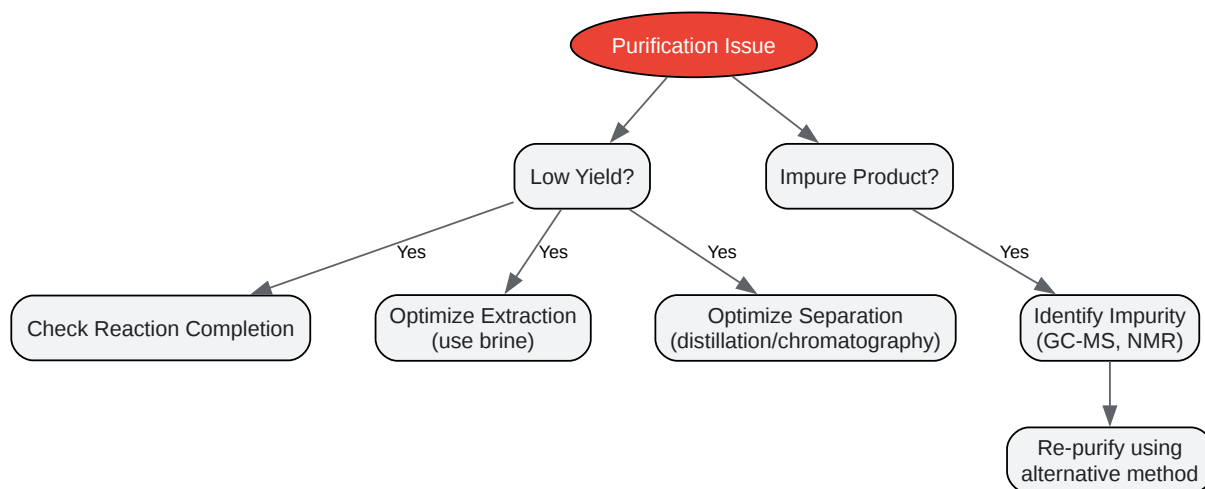 Purification Issue
Low Yield?
Impure Product?
Yes
Yes
Yes
Yes
Check Reaction Completion
Optimize Extraction
(use brine)
Optimize Separation
(distillation/chromatography)
Identify Impurity
(GC-MS, NMR)
Re-purify using
alternative method